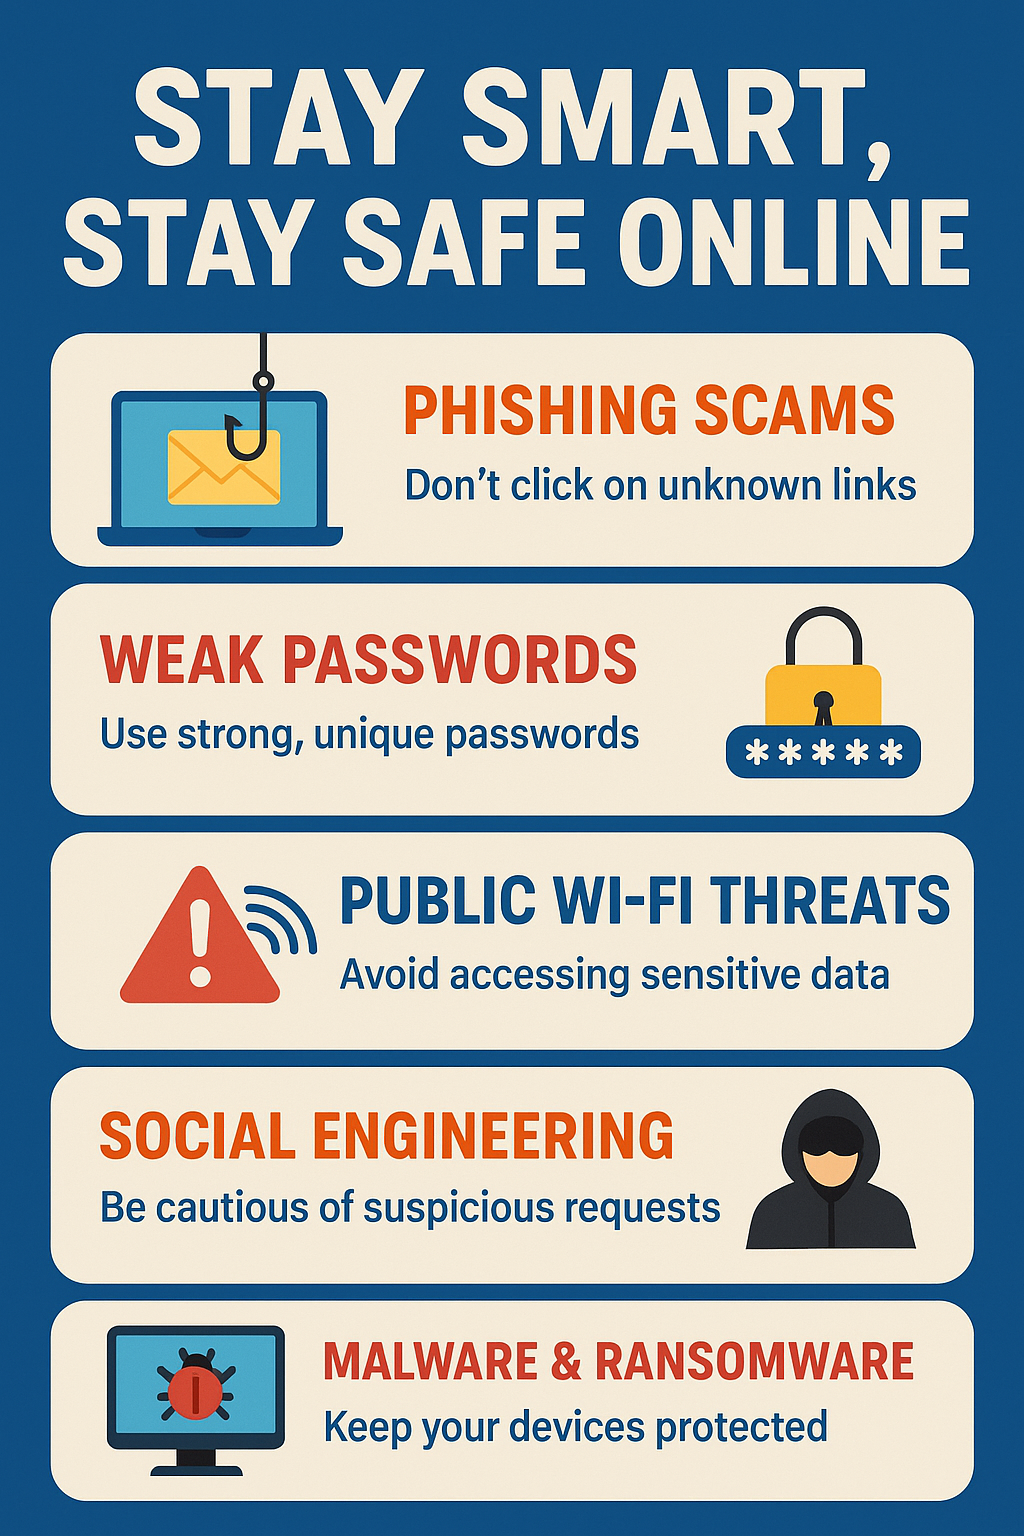 STAY SMART,
STAY SAFE ONLINE
PHISHING SCAMS
Don’t click on unknown links
WEAK PASSWORDS
Use strong, unique passwords
*****
PUBLIC WI-FI THREATS
Avoid accessing sensitive data
SOCIAL ENGINEERING
Be cautious of suspicious requests
MALWARE & RANSOMWARE
Keep your devices protected